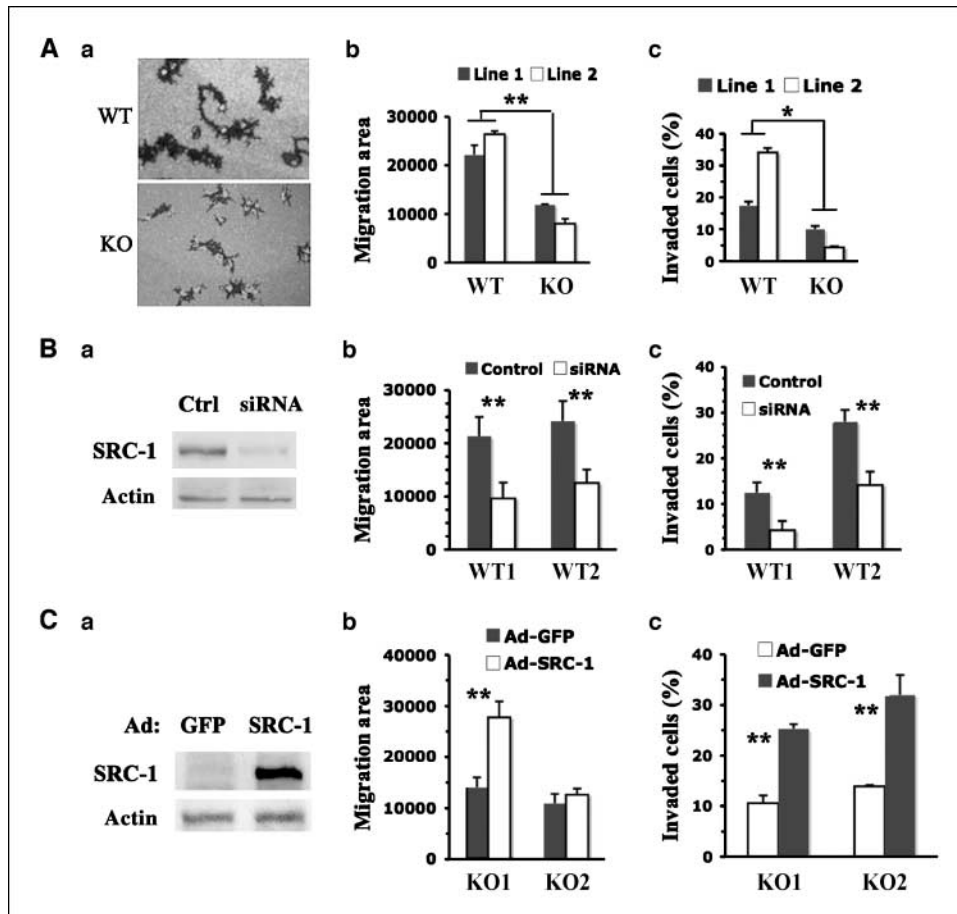 A a
WT
KO
b
Line 1 Line 2
**
Migration area
30000
20000
10000
0
WT KO
c
Line 1 Line 2
*
Invaded cells (%)
40
30
20
10
0
WT KO
B a
Ctrl siRNA
SRC-1
Actin
b
Control siRNA
** **
Migration area
30000
20000
10000
0
WT1 WT2
c
Control
siRNA
**
**
Invaded cells (%)
40
30
20
10
0
WT1 WT2
C a
Ad: GFP SRC-1
SRC-1
Actin
b
Ad-GFP
Ad-SRC-1
**
Migration area
40000
30000
20000
10000
0
KO1 KO2
c
Ad-GFP
Ad-SRC-1
** **
Invaded cells (%)
40
30
20
10
0
KO1 KO2